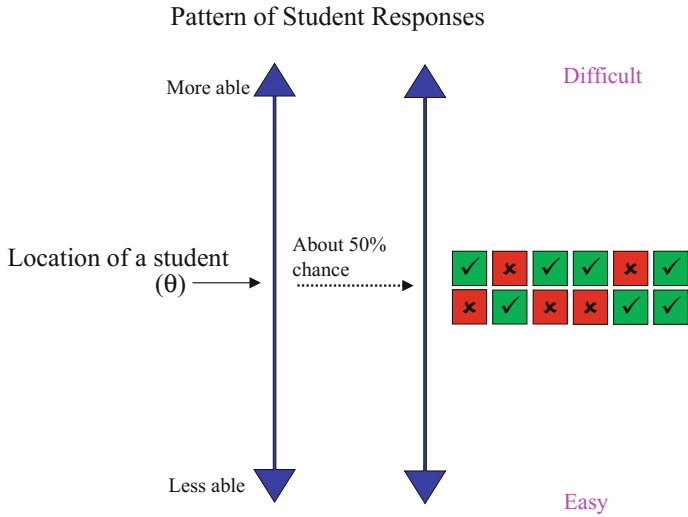 Pattern of Student Responses
More able
Difficult
Location of a student
(θ)
About 50%
chance
Less able
Easy